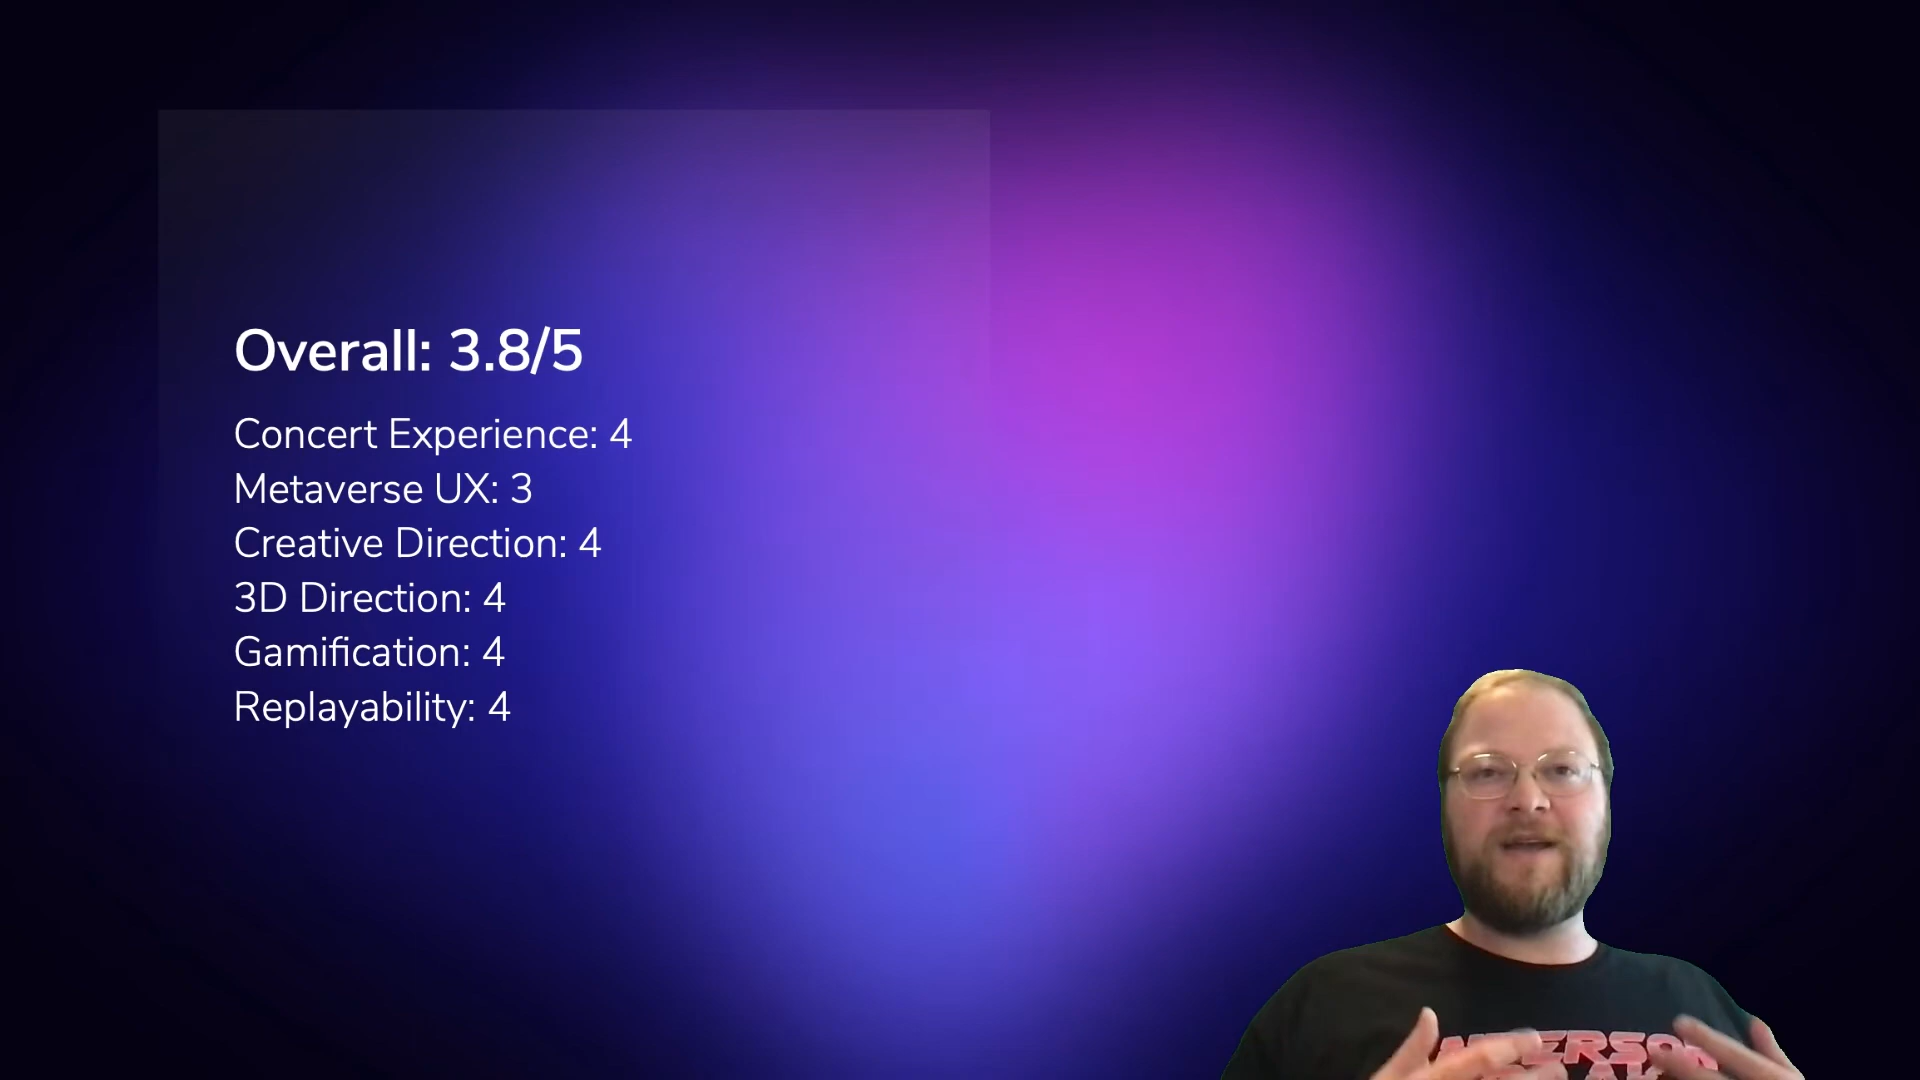 Overall: 3.8/5
Concert Experience: 4
Metaverse UX: 3
Creative Direction: 4
3D Direction: 4
Gamification: 4
Replayability: 4